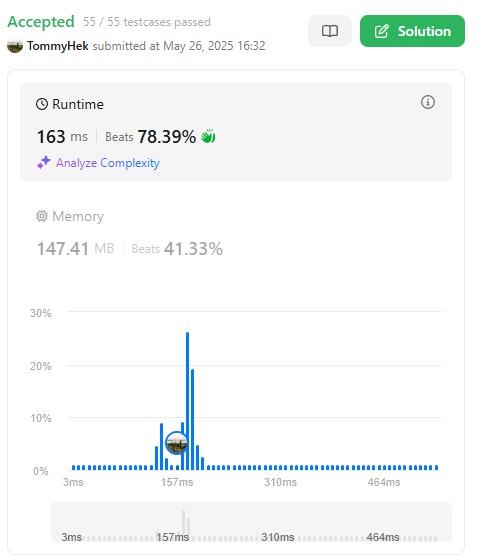 Accepted 55 / 55 testcases passed
TommyHek submitted at May 26, 2025 16:32
Solution
Runtime
163 ms Beats 78.39%
Analyze Complexity
Memory
147.41 MB Beats 41.33%
30%
20%
10%
0%
3ms 157ms 310ms 464ms
3ms 157ms 310ms 464ms